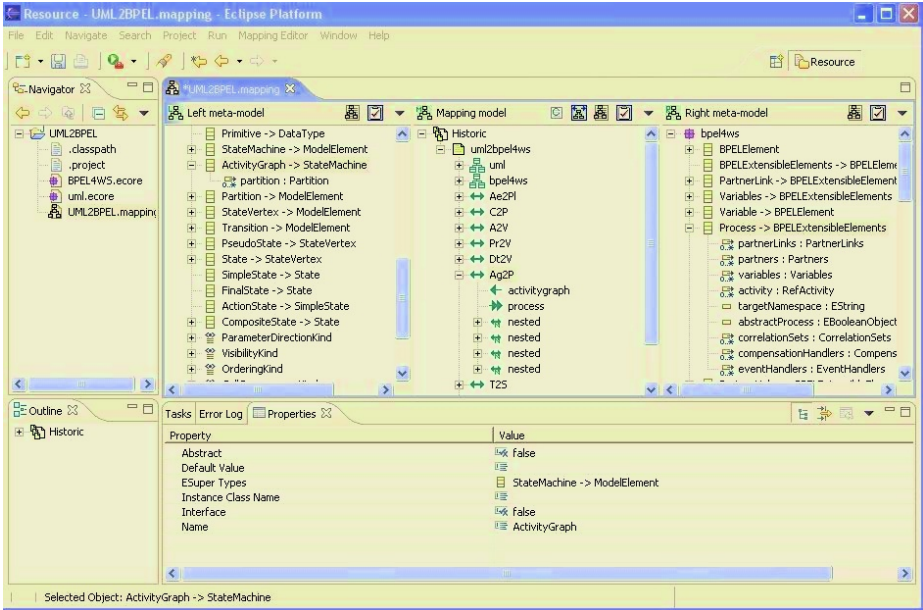 Resource - UML2BPEL.mapping - Eclipse Platform
File Edit Navigate Search Project Run Mapping Editor Window Help
Resource
Navigator
UML2BPEL
.classpath
.project
BPEL4WS.ecore
uml.ecore
UML2BPEL.mapping
*UML2BPEL.mapping
Left meta-model
Primitive -> DataType
StateMachine -> ModelElement
ActivityGraph -> StateMachine
partition : Partition
Partition -> ModelElement
StateVertex -> ModelElement
Transition -> ModelElement
PseudoState -> StateVertex
State -> StateVertex
SimpleState -> State
FinalState -> State
ActionState -> SimpleState
CompositeState -> State
ParameterDirectionKind
VisibilityKind
OrderingKind
Mapping model
Historic
uml2bpel4ws
uml
bpel4ws
Ae2Pl
C2P
A2V
Pr2V
Dt2V
Ag2P
activitygraph
process
nested
nested
nested
nested
T2S
Right meta-model
bpel4ws
BPELElement
BPELExtensibleElements -> BPELEleme
PartnerLink -> BPELExtensibleElement
Variables -> BPELExtensibleElements
Variable -> BPELElement
Process -> BPELExtensibleElements
0..* partnerLinks : PartnerLinks
0..* partners : Partners
0..* variables : Variables
0..* activity : RefActivity
targetNamespace : EString
abstractProcess : EBooleanObject
0..* correlationSets : CorrelationSets
0..* compensationHandlers : Compens
0..* eventHandlers : EventHandlers
Outline
Historic
Tasks Error Log Properties
Property Value
Abstract false
Default Value
ESuper Types StateMachine -> ModelElement
Instance Class Name
Interface false
Name ActivityGraph
Selected Object: ActivityGraph -> StateMachine